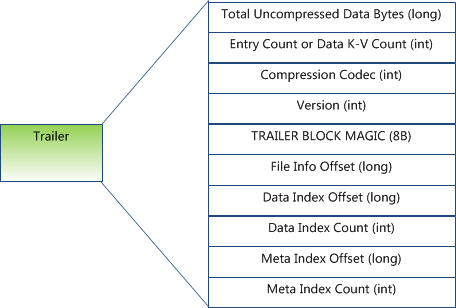 Total Uncompressed Data Bytes (long)
Entry Count or Data K-V Count (int)
Compression Codec (int)
Version (int)
Trailer
TRAILER BLOCK MAGIC (8B)
File Info Offset (long)
Data Index Offset (long)
Data Index Count (int)
Meta Index Offset (long)
Meta Index Count (int)